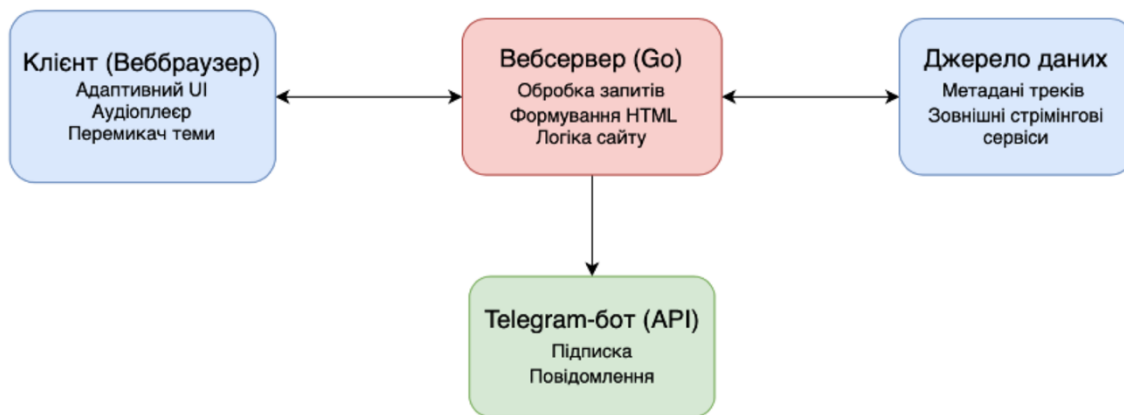 Клієнт (Веббраузер)
Адаптивний UI
Аудіоплеєр
Перемикач теми
Вебсервер (Go)
Обробка запитів
Формування HTML
Логіка сайту
Джерело даних
Метадані треків
Зовнішні стрімінгові
сервіси
Telegram-бот (API)
Підписка
Повідомлення